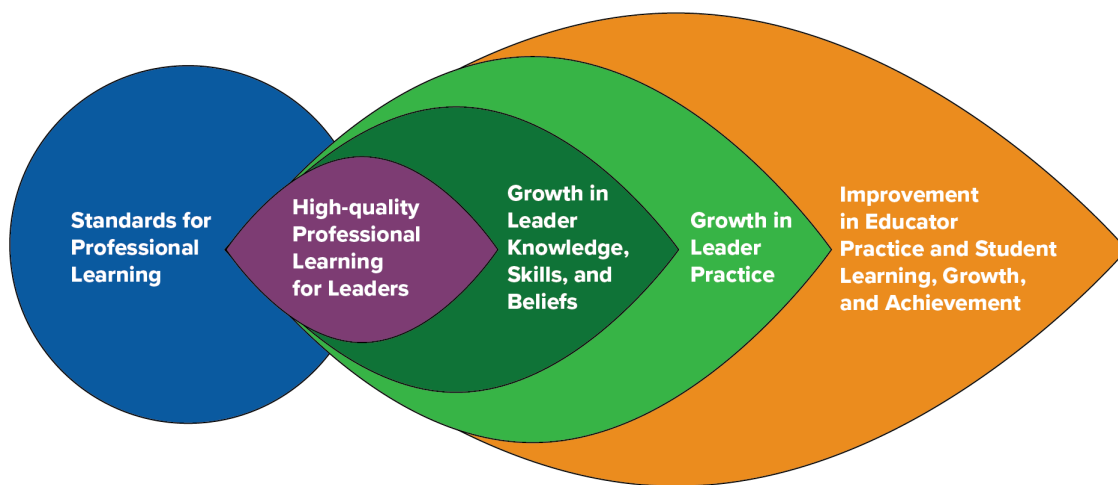 Standards for
Professional
Learning
High-quality
Professional
Learning
for Leaders
Growth in
Leader
Knowledge,
Skills, and
Beliefs
Growth in
Leader
Practice
Improvement
in Educator
Practice and Student
Learning, Growth,
and Achievement